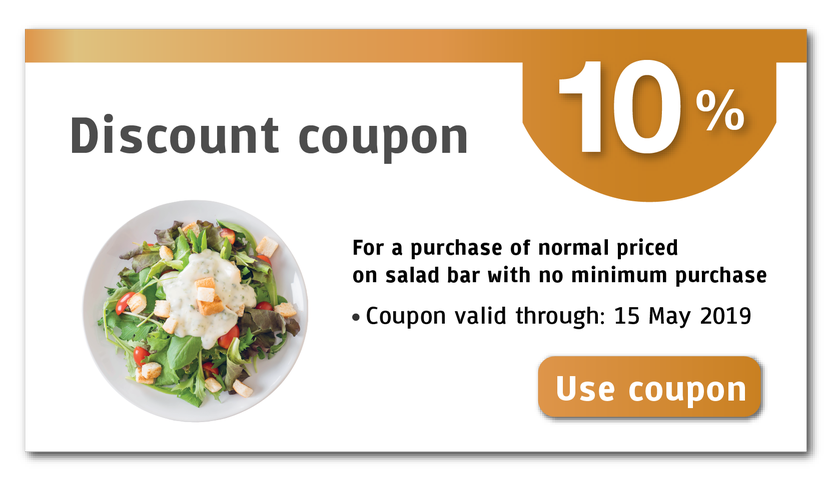 10 %
Discount coupon
For a purchase of normal priced
on salad bar with no minimum purchase
• Coupon valid through: 15 May 2019
Use coupon